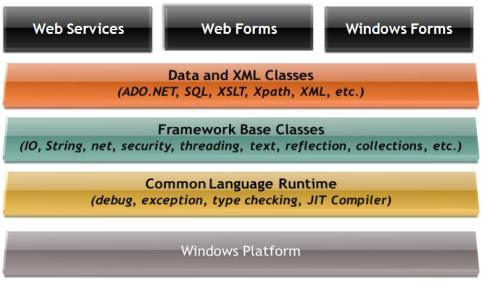 Web Services
Web Forms
Windows Forms
Data and XML Classes
(ADO.NET, SQL, XSLT, Xpath, XML, etc.)
Framework Base Classes
(IO, String, net, security, threading, text, reflection, collections, etc.)
Common Language Runtime
(debug, exception, type checking, JIT Compiler)
Windows Platform